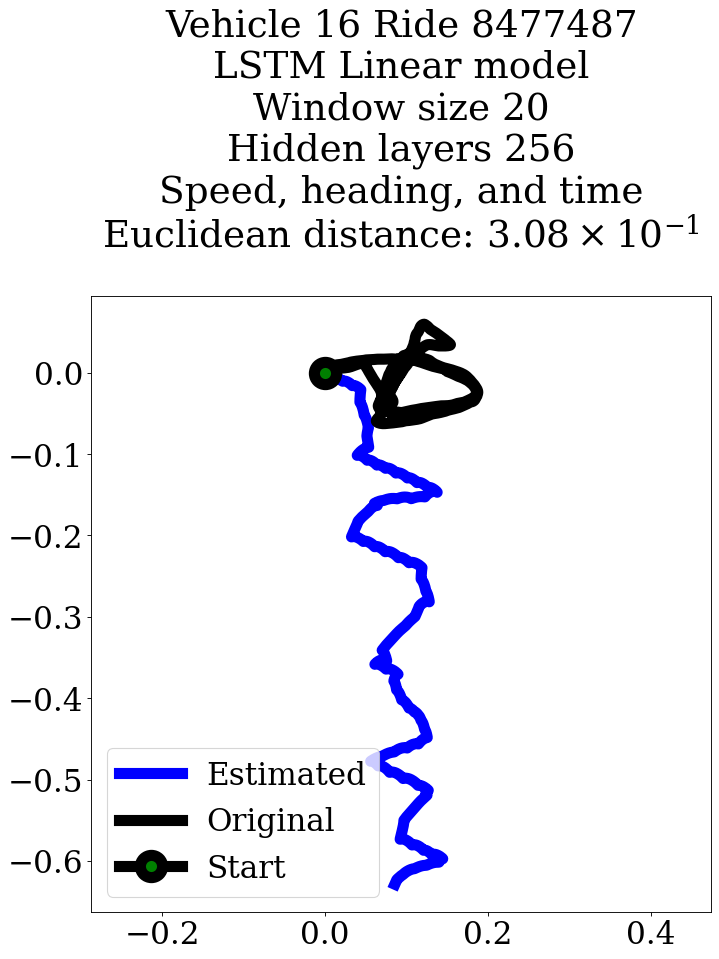 Vehicle 16 Ride 8477487
LSTM Linear model
Window size 20
Hidden layers 256
Speed, heading, and time
Euclidean distance: 3.08 × 10⁻¹
0.0
−0.1
−0.2
−0.3
−0.4
−0.5
−0.6
Estimated
Original
Start
−0.2 0.0 0.2 0.4